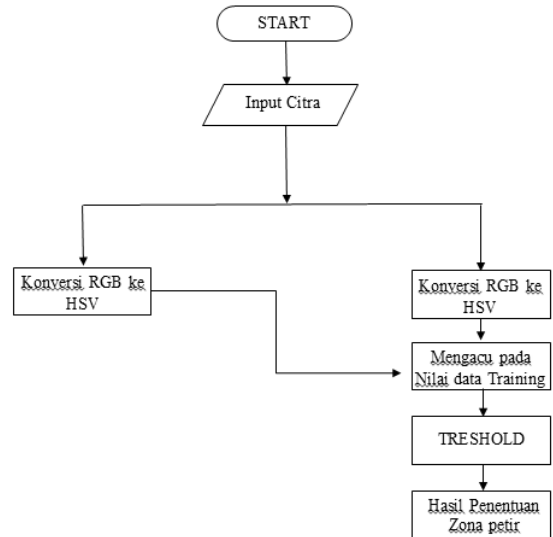 START
Input Citra
Konversi RGB ke
HSV
Konversi RGB ke
HSV
Mengacu pada
Nilai data Training
TRESHOLD
Hasil Penentuan
Zona petir